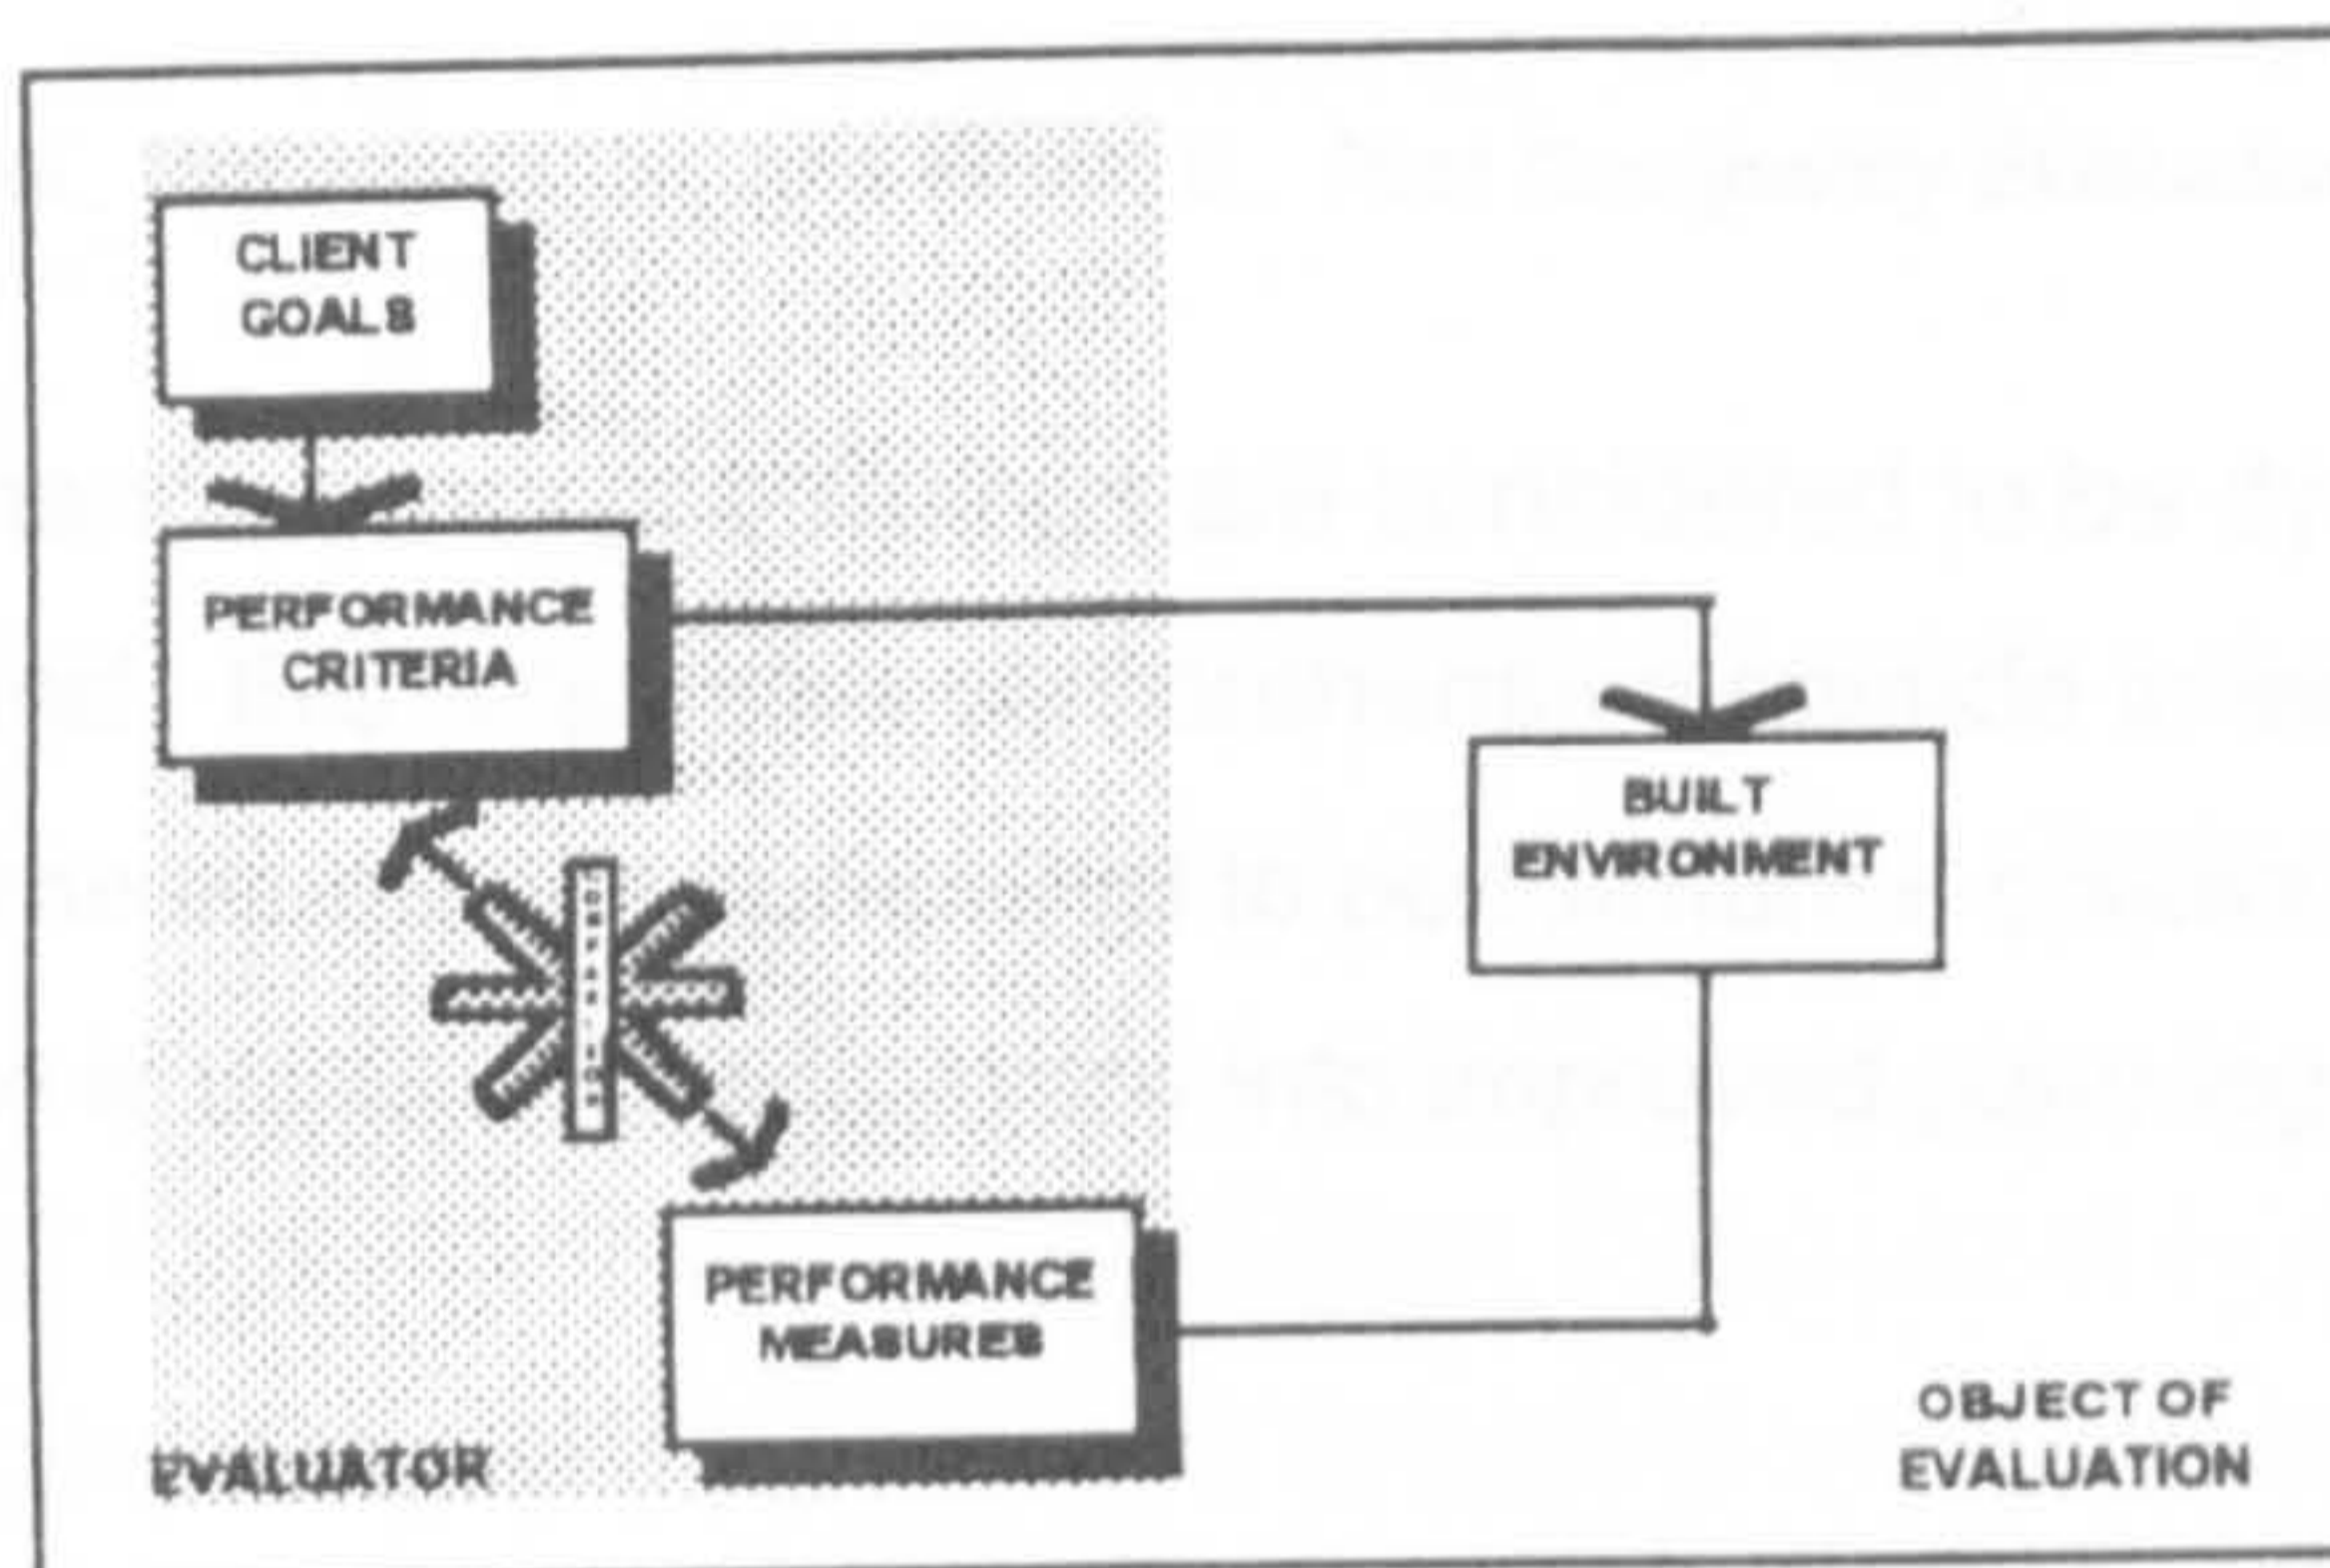 CLIENT
GOALS
PERFORMANCE
CRITERIA
BUILT
ENVIRONMENT
PERFORMANCE
MEASURES
EVALUATOR
OBJECT OF
EVALUATION